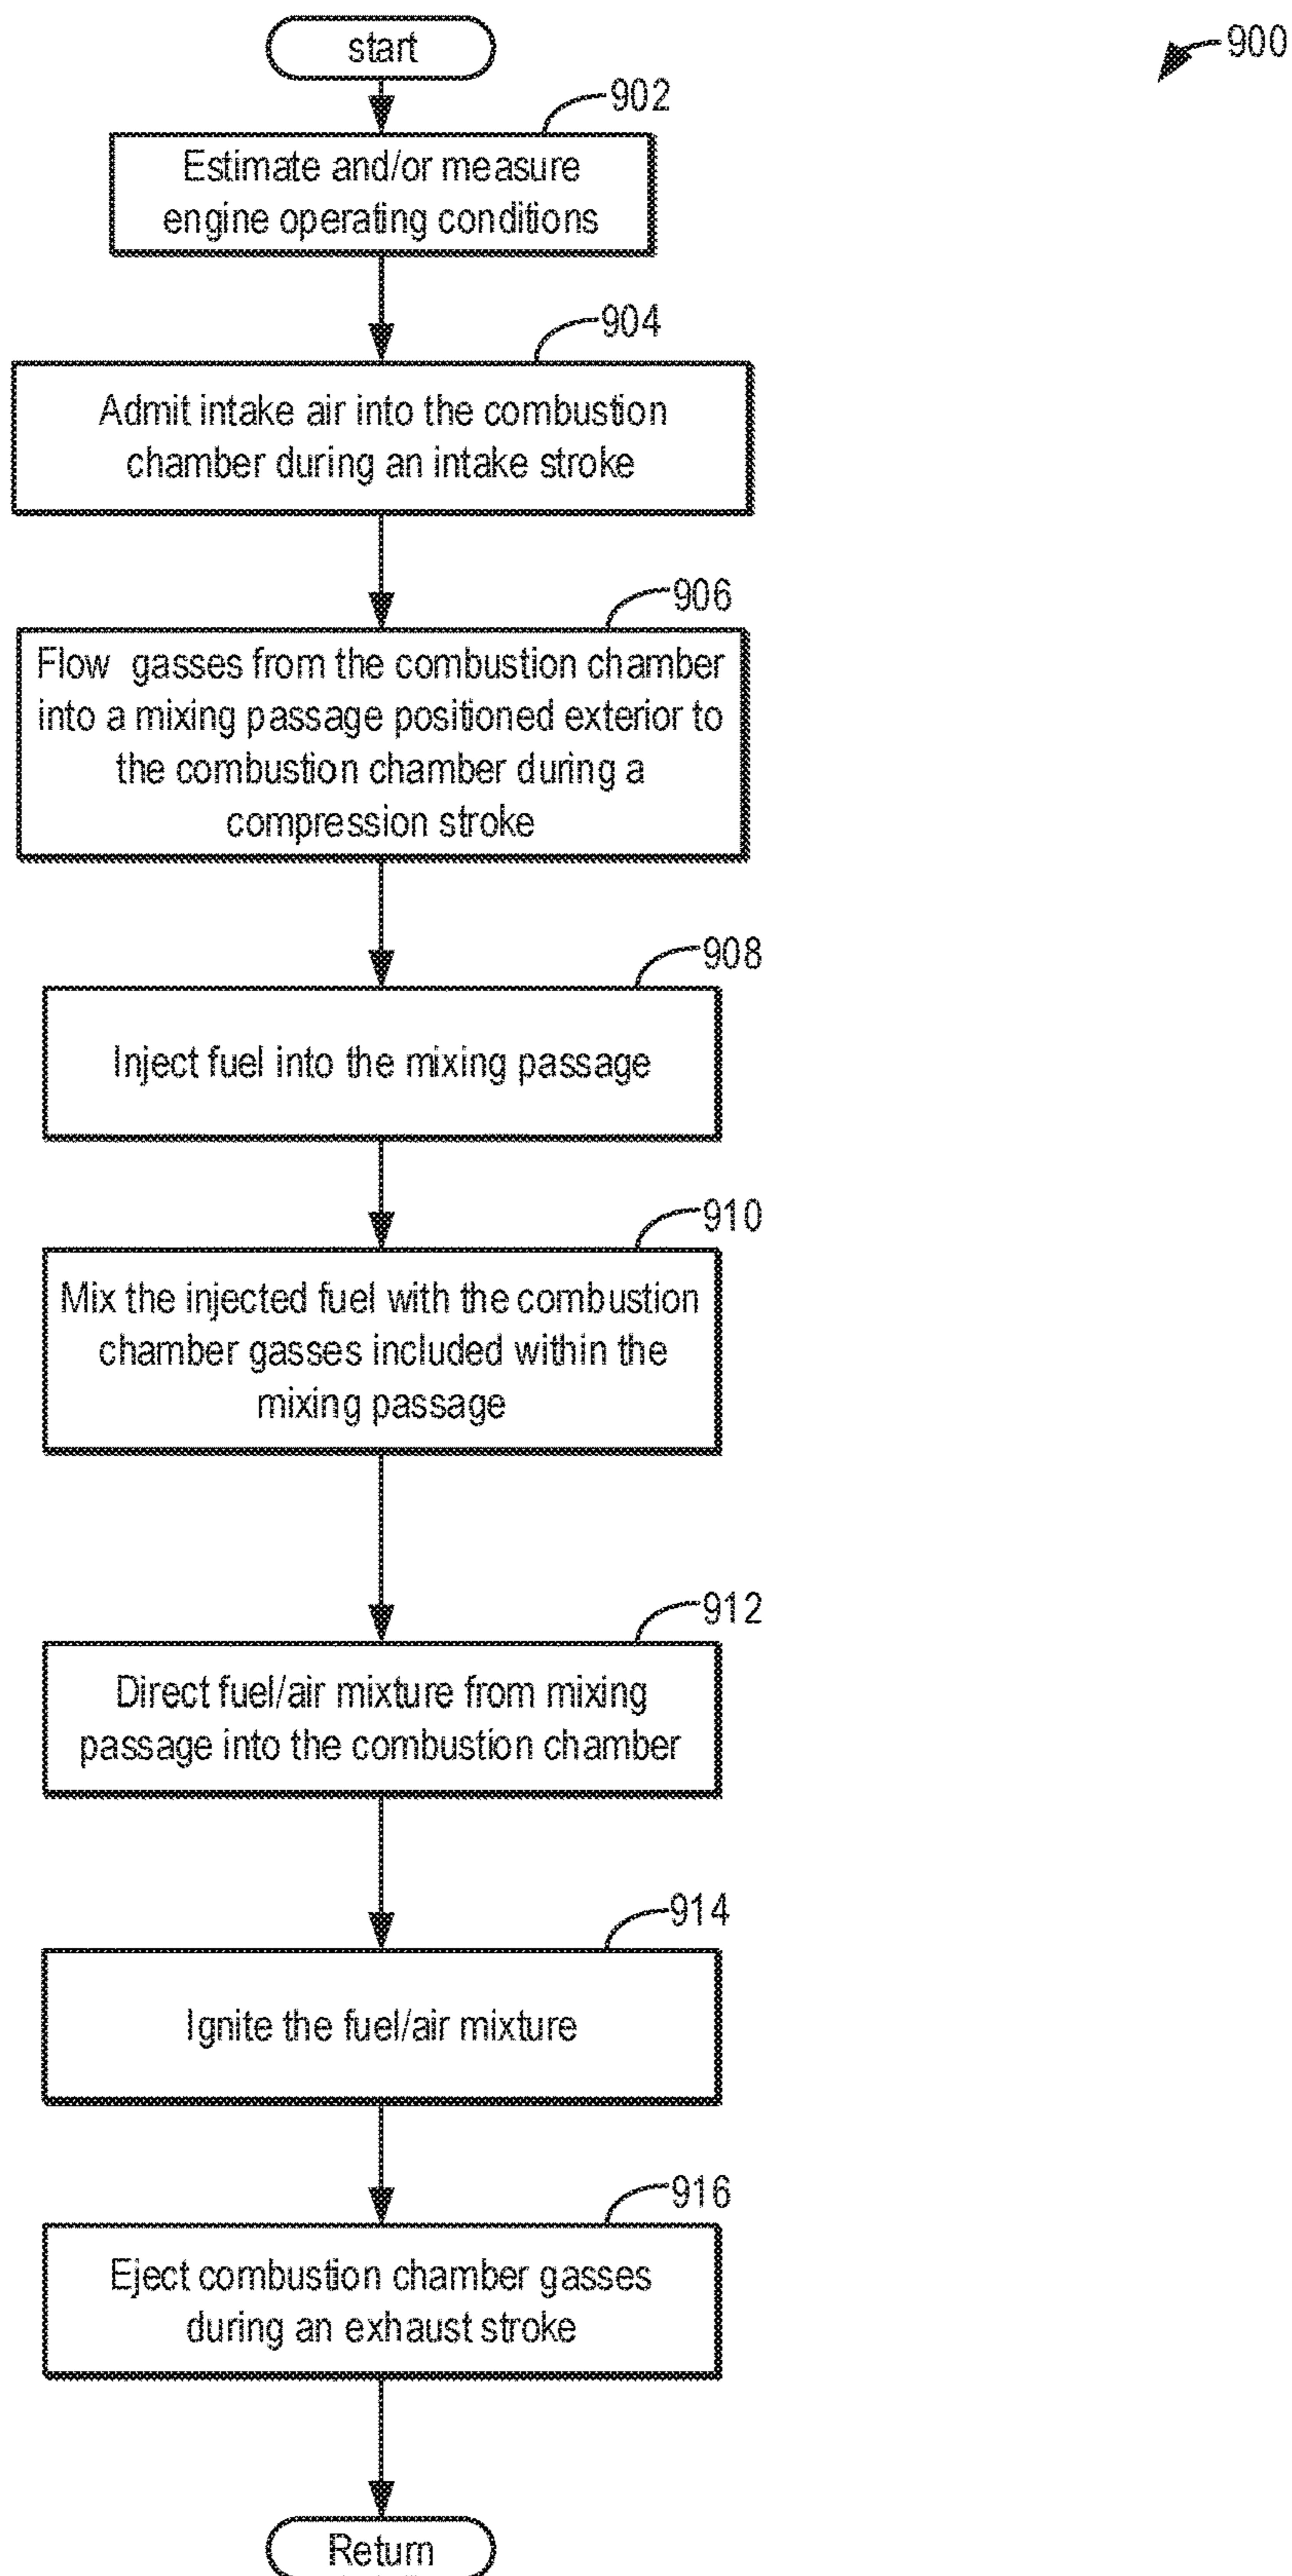 start
900
902
Estimate and/or measure
engine operating conditions
904
Admit intake air into the combustion
chamber during an intake stroke
906
Flow gasses from the combustion chamber
into a mixing passage positioned exterior to
the combustion chamber during a
compression stroke
908
Inject fuel into the mixing passage
910
Mix the injected fuel with the combustion
chamber gasses included within the
mixing passage
912
Direct fuel/air mixture from mixing
passage into the combustion chamber
914
Ignite the fuel/air mixture
916
Eject combustion chamber gasses
during an exhaust stroke
Return